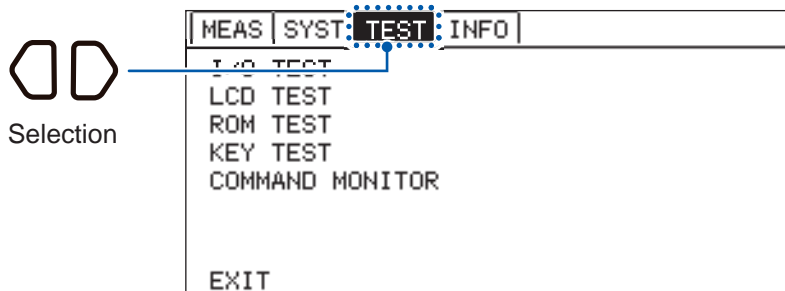 MEAS SYST TEST INFO
I/O TEST
LCD TEST
Selection
ROM TEST
KEY TEST
COMMAND MONITOR
EXIT